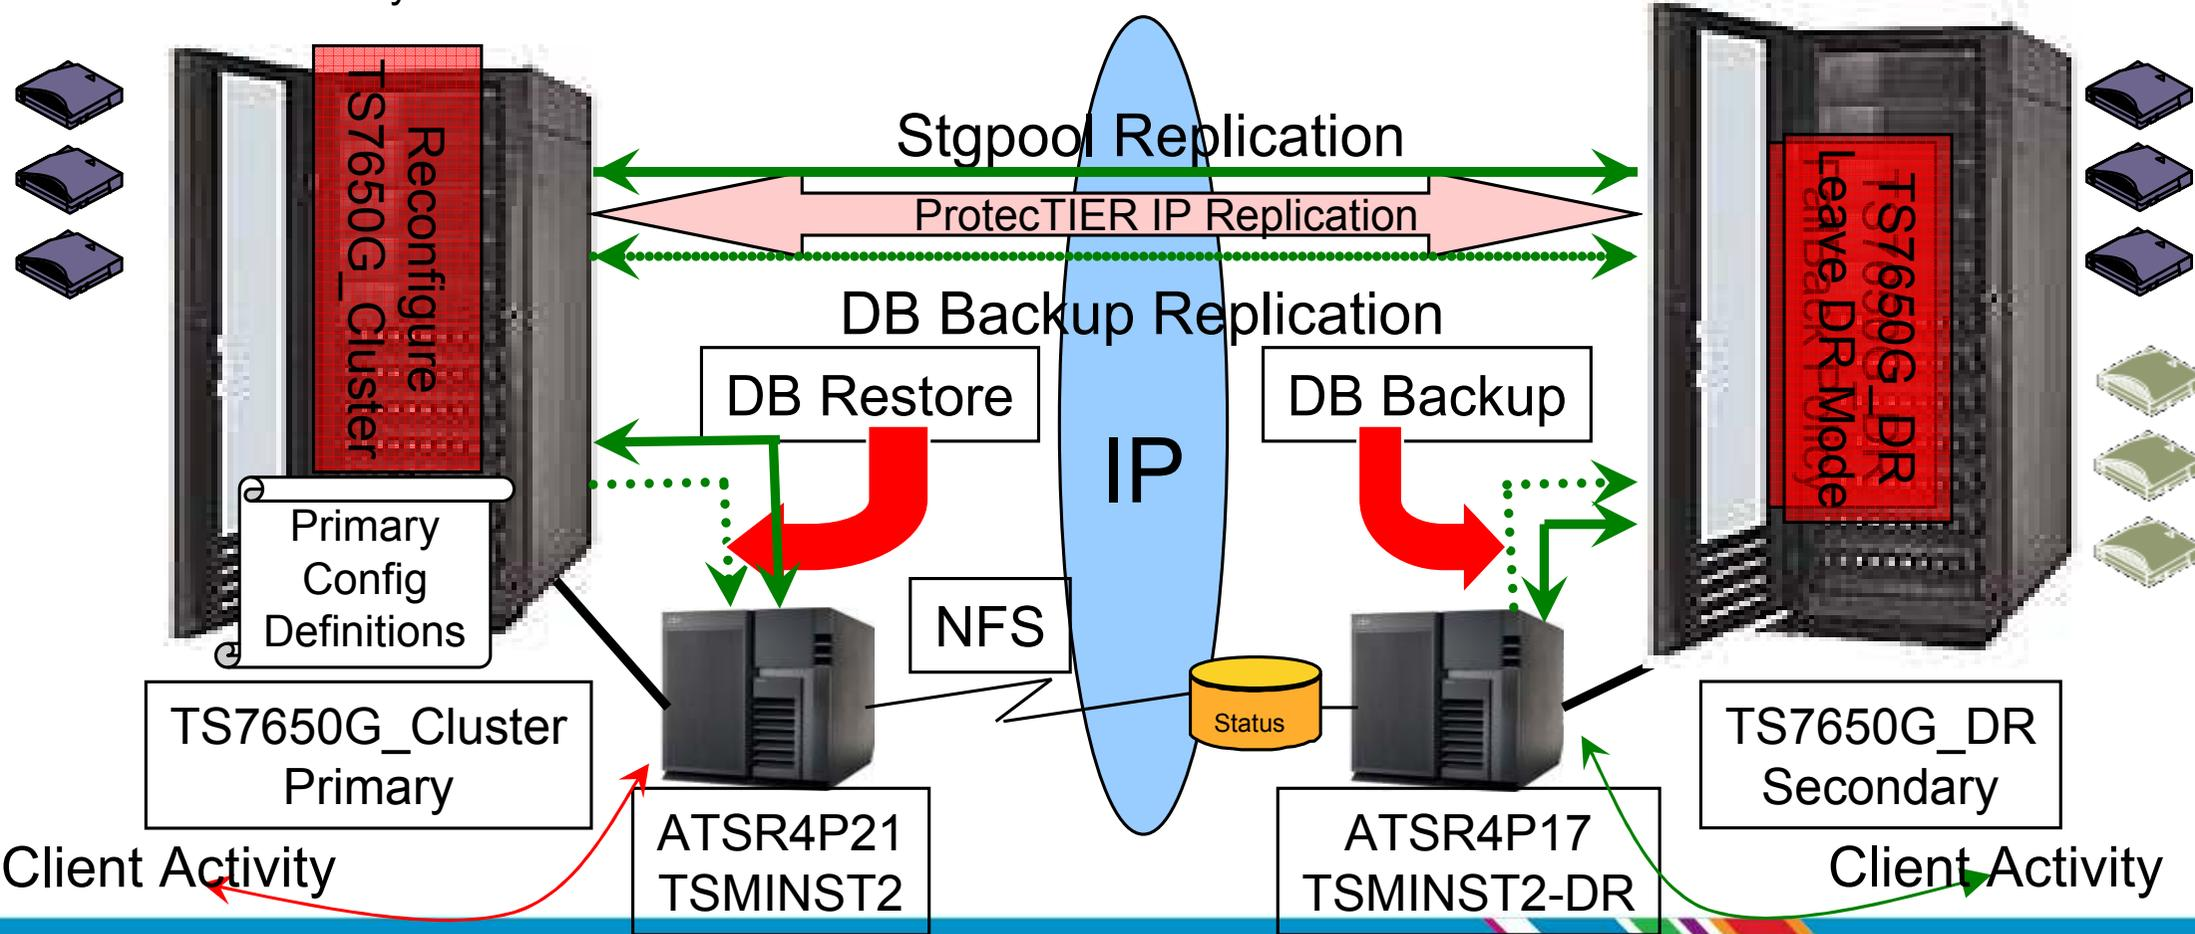 Reconfigure
TS7650G_Cluster
Stgpool Replication
ProtecTIER IP Replication
DB Backup Replication
TS7650G_DR
Leave DR Mode
DB Restore
DB Backup
IP
Primary
Config
Definitions
NFS
Status
TS7650G_Cluster
Primary
TS7650G_DR
Secondary
ATSR4P21
TSMINST2
ATSR4P17
TSMINST2-DR
Client Activity
Client Activity